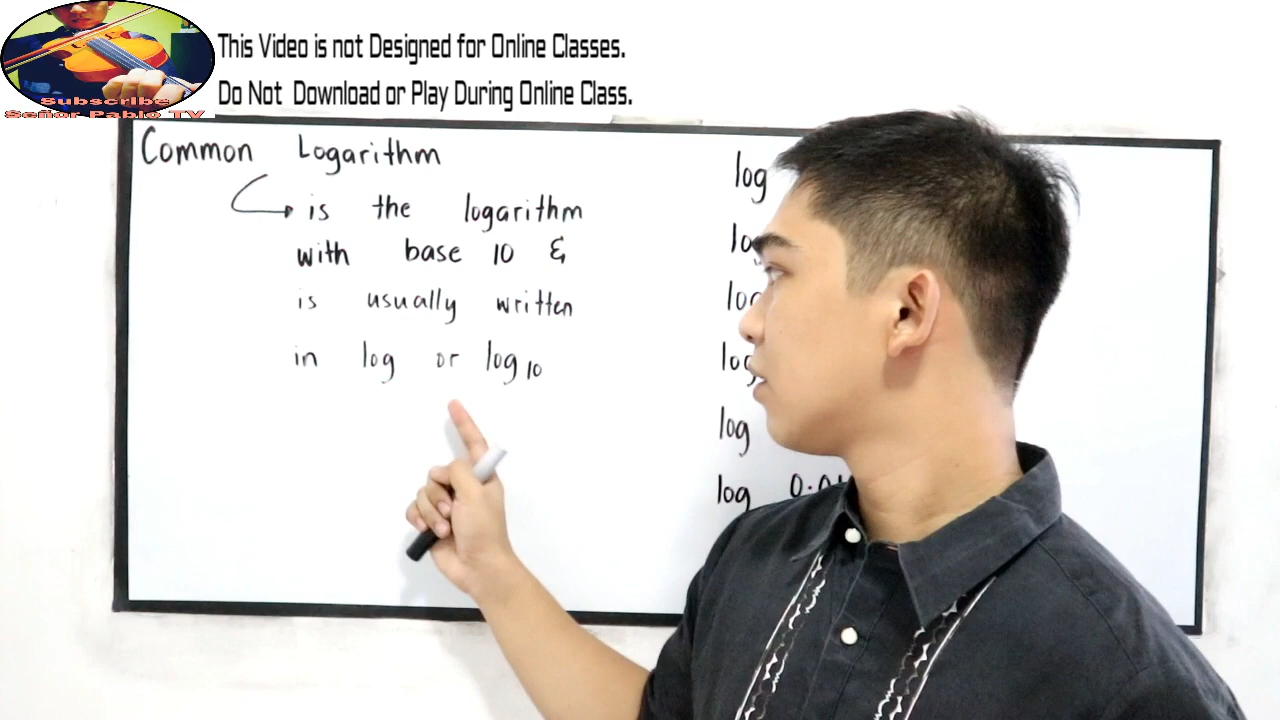 This Video is not Designed for Online Classes.
Do Not Download or Play During Online Class.
Subscribe
Señor Pablo TV
Common Logarithm
is the logarithm
with base 10 &
is usually written
in log or log₁₀
log
log
log
log
log
log